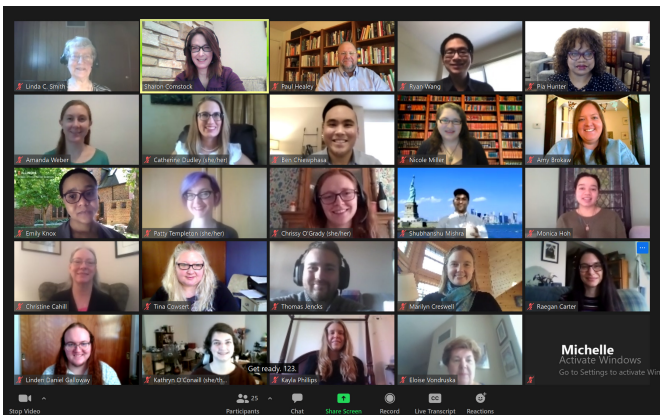 Linda C. Smith
Sharon Comstock
Paul Healey
Ryan Wang
Pia Hunter
Amanda Weber
Catherine Dudley (she/her)
Ben Chiewphasa
Nicole Miller
Amy Brokaw
Emily Knox
Patty Templeton (she/her)
Chrissy O'Grady (she/her)
Shubhanshu Mishra
Monica Hoh
Christine Cahill
Tina Cowsert
Thomas Jencks
Marilyn Creswell
Raegan Carter
Linden Daniel Galloway
Kathryn O'Conaill (she/th
Kayla Phillips
Eloise Vondruska
Michelle
Get ready. 123.
Activate Windows
Go to Settings to activate Win
Stop Video
25
Participants
Chat
Share Screen
Record
CC
Live Transcript
Reactions